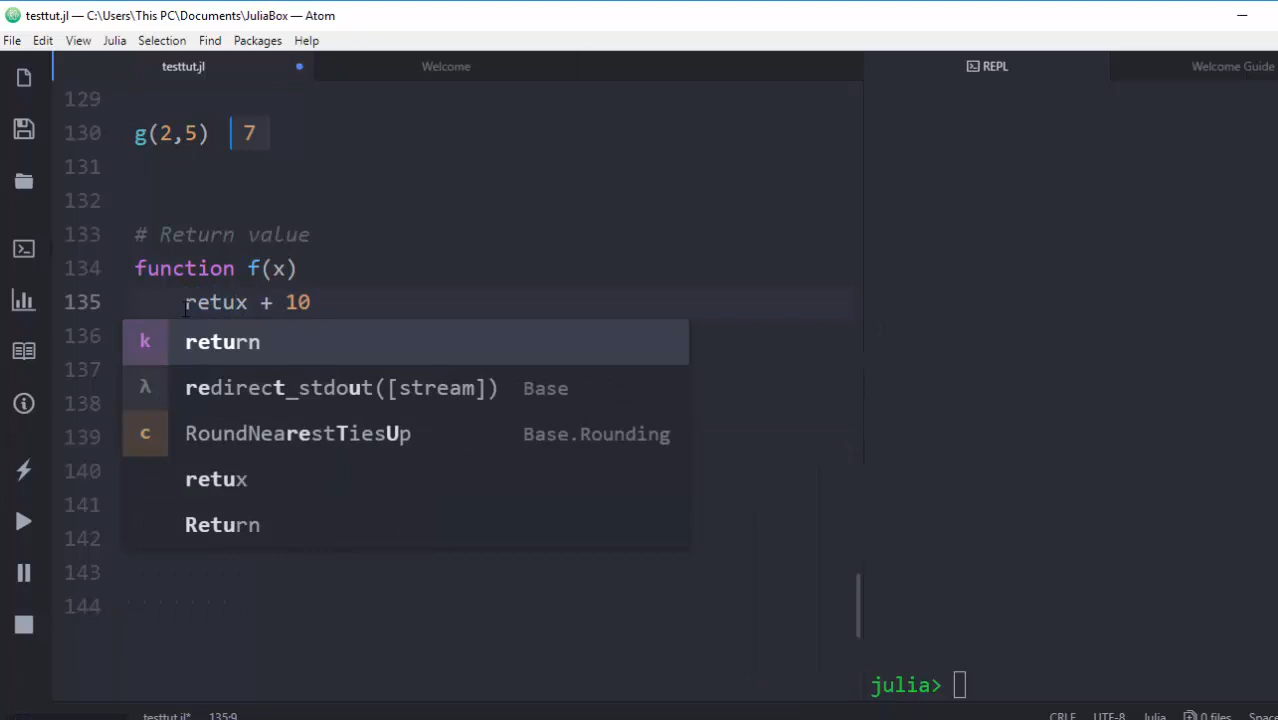 testtut.jl — C:\Users\This PC\Documents\JuliaBox — Atom
File Edit View Julia Selection Find Packages Help
testtut.jl Welcome REPL Welcome Guide
129
130 g(2,5) 7
131
132
133 # Return value
134 function f(x)
135 retux + 10
136 k return
137 λ redirect_stdout([stream]) Base
138
139 c RoundNearestTiesUp Base.Rounding
140 retux
141
142 Return
143
144
julia>
testtut.jl* 135:9 CRLF UTF-8 Julia 0 files Space